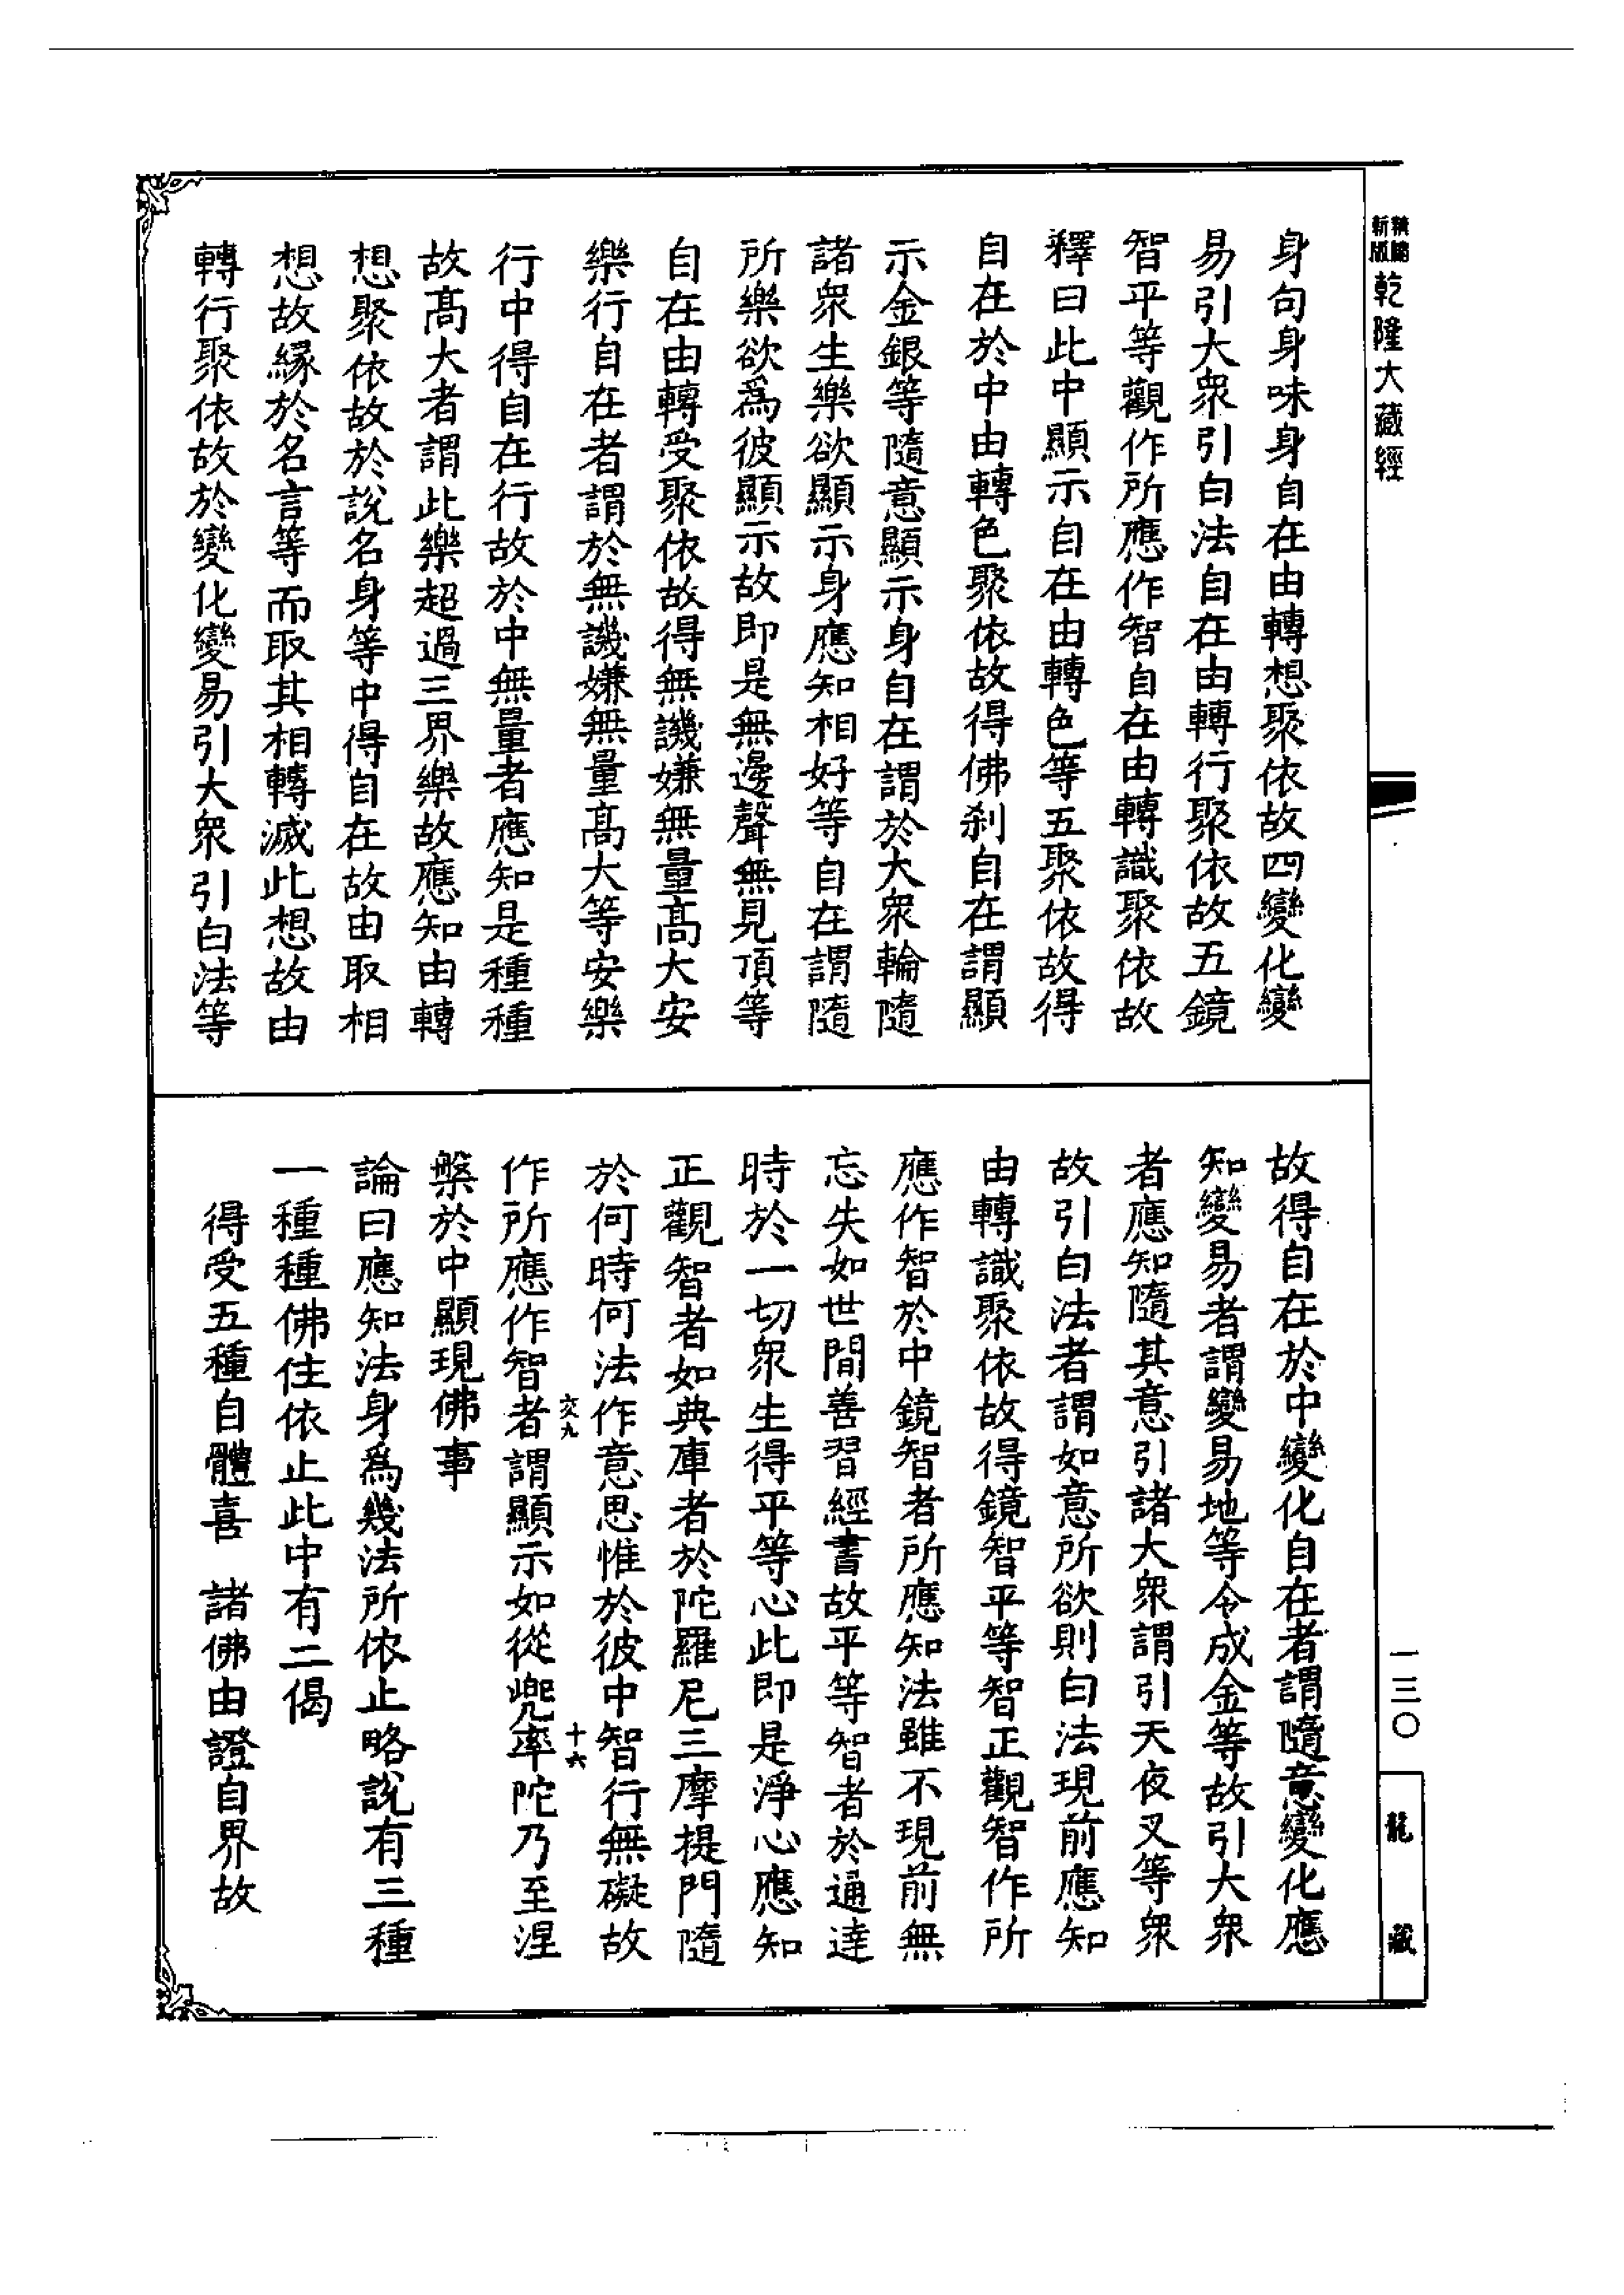 新版
精縮
乾隆大藏經
一三〇
龍藏
身句身味身自在由轉想聚依故四變化變
易引大衆引白法自在由轉行聚依故五鏡
智平等觀作所應作智自在由轉識聚依故
釋曰此中顯示自在由轉色等五聚依故得
自在於中由轉色聚依故得佛刹自在謂顯
示金銀等隨意顯示身自在謂於大衆輪隨
諸衆生樂欲顯示身應知相好等自在謂隨
所樂欲爲彼顯示故即是無邊聲無見頂等
自在由轉受聚依故得無譏嫌無量高大安
樂行自在者謂於無譏嫌無量高大等安樂
行中得自在行故於中無量者應知是種種
故高大者謂此樂超過三界樂故應知由轉
想聚依故於說名身等中得自在故由取相
想故緣於名言等而取其相轉滅此想故由
轉行聚依故於變化變易引大衆引白法等
故得自在於中變化自在者謂隨意變化應
知變易者謂變易地等令成金等故引大衆
者應知隨其意引諸大衆謂引天夜叉等衆
故引白法者謂如意所欲則白法現前應知
由轉識聚依故得鏡智平等智正觀智作所
應作智於中鏡智者所應知法雖不現前無
忘失如世間善習經書故平等智者於通達
時於一切衆生得平等心此即是淨心應知
正觀智者如典庫者於陀羅尼三摩提門隨
於何時何法作意思惟於彼中智行無礙故
交九
十六
作所應作智者謂顯示如從兜率陀乃至涅
槃於中顯現佛事
論曰應知法身爲幾法所依止略說有三種
一種種佛住依止此中有二偈
得受五種自體喜　諸佛由證自界故